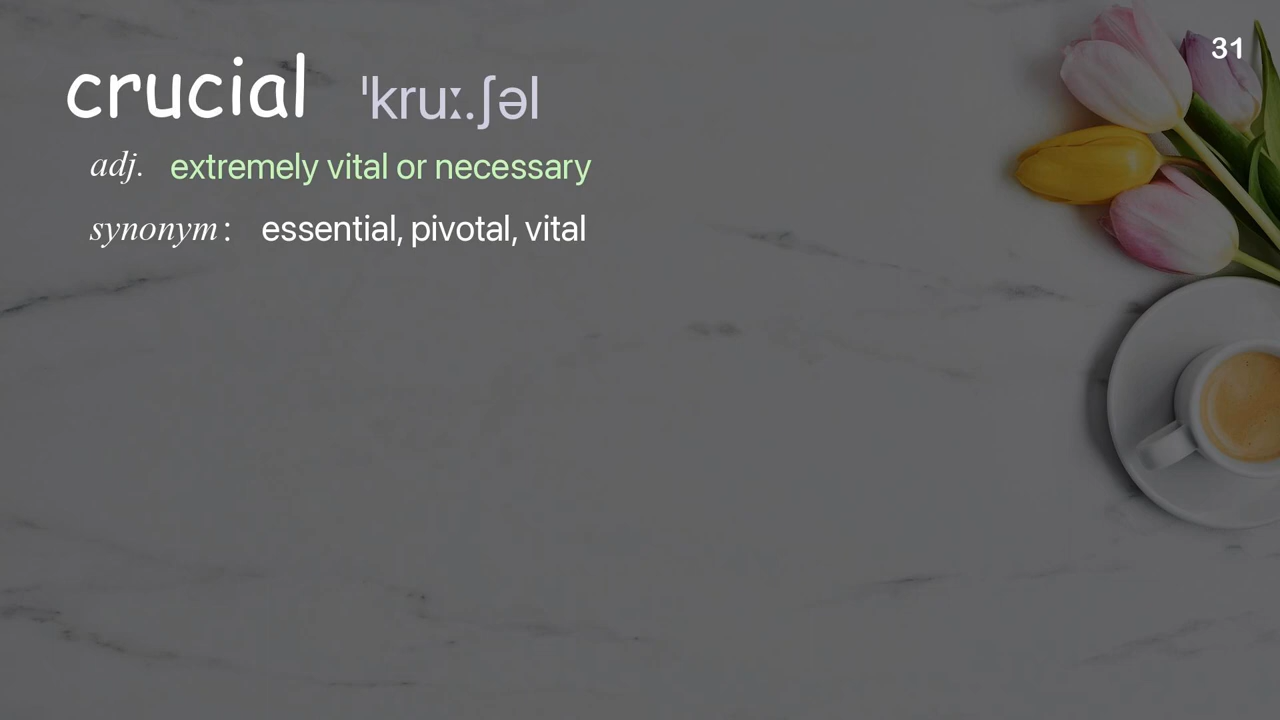 31
crucial ˈkruː.ʃəl
adj. extremely vital or necessary
synonym: essential, pivotal, vital